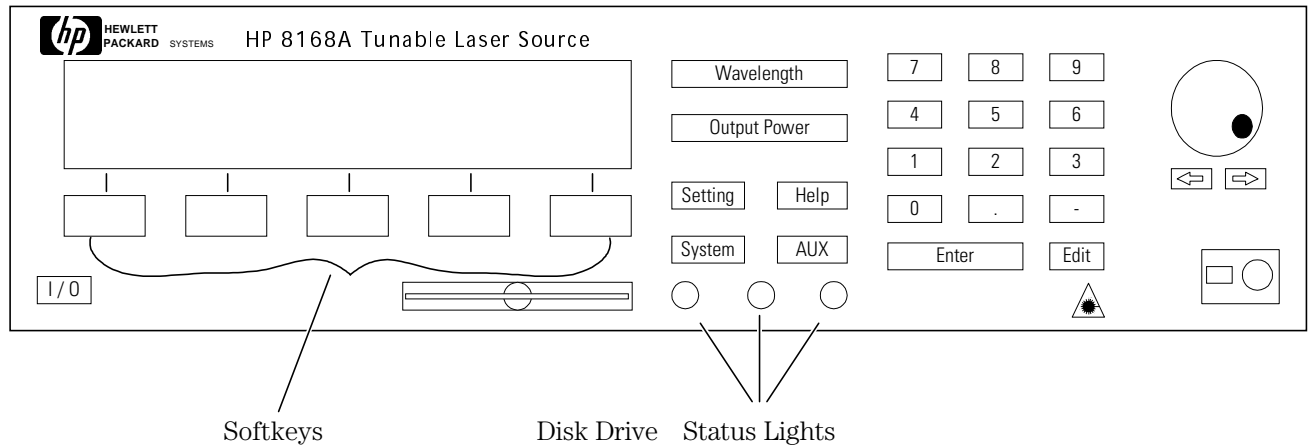 hp HEWLETT PACKARD SYSTEMS HP 8168A Tunable Laser Source
Wavelength
Output Power
Setting Help
System AUX
7 8 9
4 5 6
1 2 3
0 . -
Enter Edit
I / O
Softkeys Disk Drive Status Lights